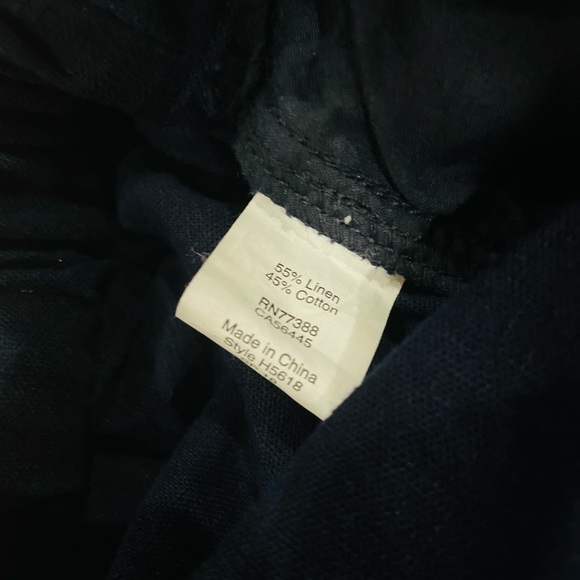 55% Linen
45% Cotton
RN77388
CA56445
Made in China
Style H5618